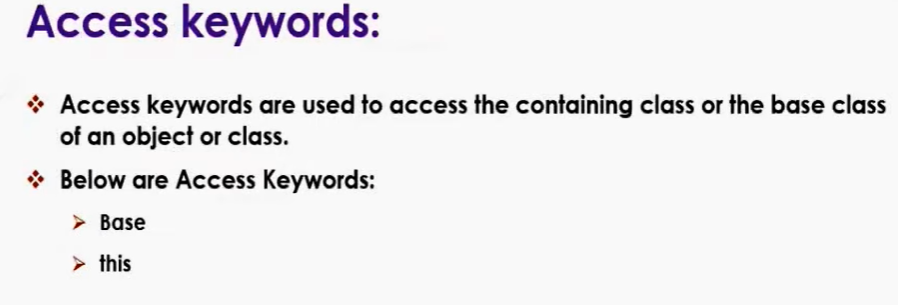 Access keywords:
Access keywords are used to access the containing class or the base class
of an object or class.
Below are Access Keywords:
Base
this